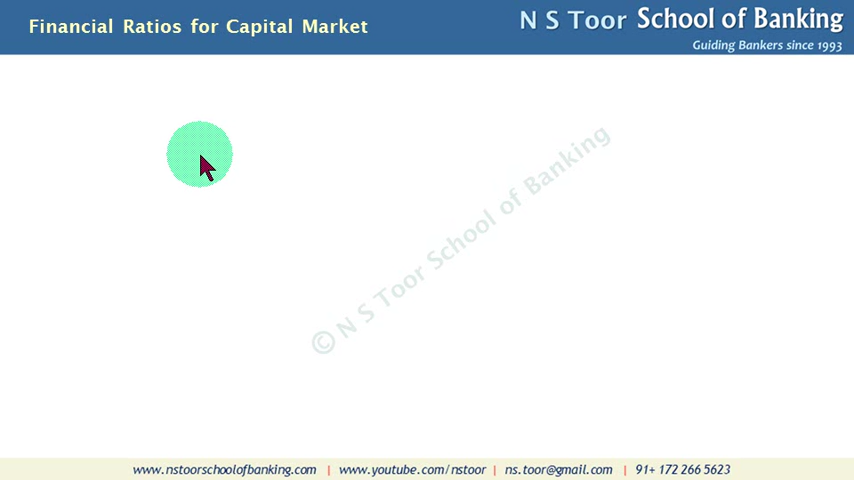 Financial Ratios for Capital Market
N S Toor School of Banking
Guiding Bankers since 1993
© N S Toor School of Banking
www.nstoorschoolofbanking.com | www.youtube.com/nstoor | ns.toor@gmail.com | 91+ 172 266 5623